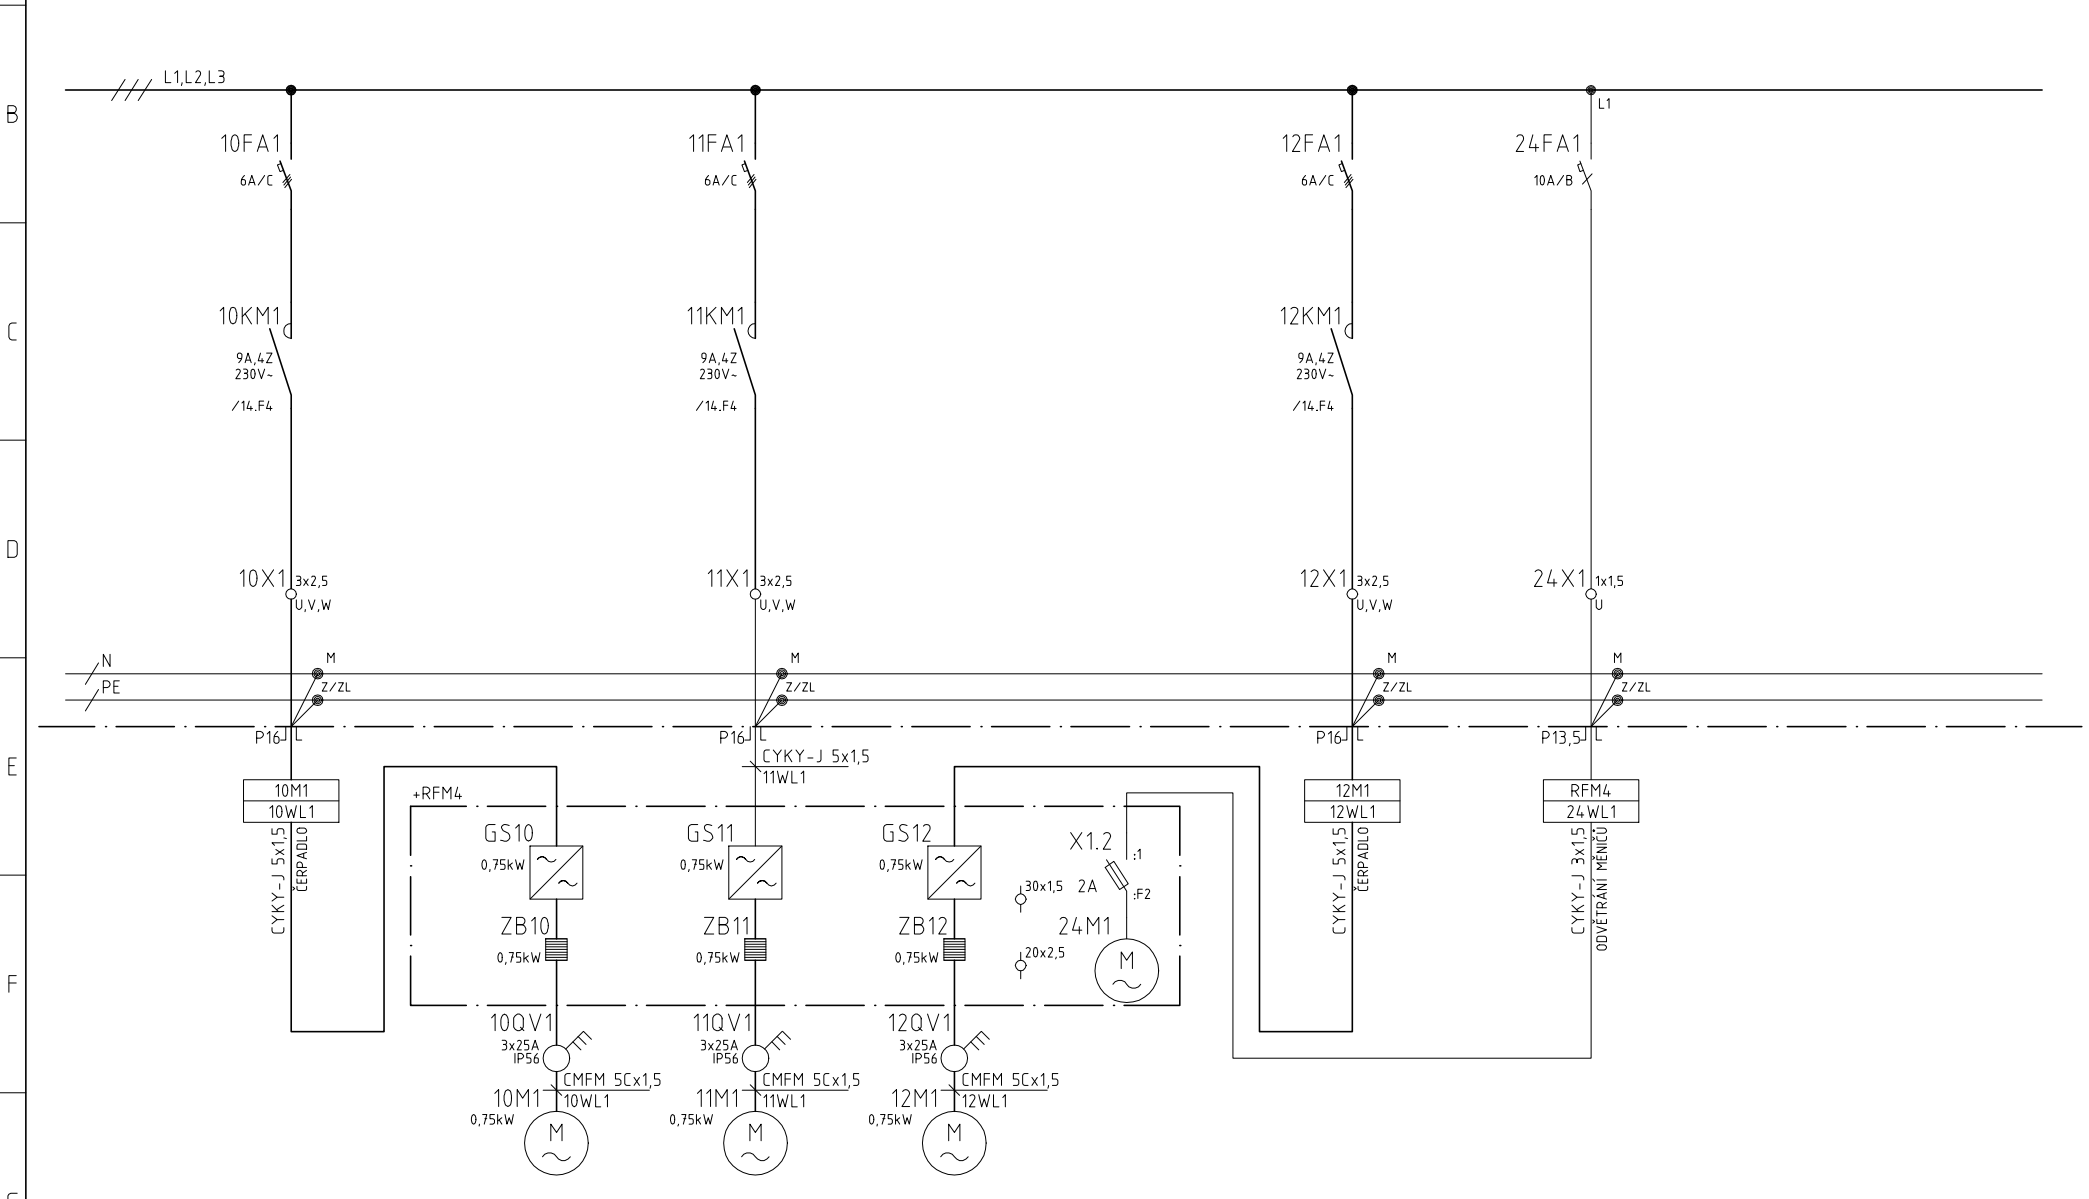 L1,L2,L3
L1
B
10FA1
11FA1
12FA1
24FA1
6A/C
6A/C
6A/C
10A/B
10KM1
11KM1
12KM1
C
9A,4Z
230V~
9A,4Z
230V~
9A,4Z
230V~
/14.F4
/14.F4
/14.F4
D
10X1 3x2,5
U,V,W
11X1 3x2,5
U,V,W
12X1 3x2,5
U,V,W
24X1 1x1,5
U
N
M
M
M
M
PE
Z/ZL
Z/ZL
Z/ZL
Z/ZL
P16
P16
P16
P13,5
E
CYKY-J 5x1,5
11WL1
10M1
10WL1
12M1
12WL1
RFM4
24WL1
+RFM4
CYKY-J 5x1,5
ČERPADLO
CYKY-J 5x1,5
ČERPADLO
CYKY-J 3x1,5
ODVĚTRÁNÍ MĚNIČŮ
GS10
0,75kW
GS11
0,75kW
GS12
0,75kW
X1.2
:1
2A
:F2
30x1,5
20x2,5
ZB10
0,75kW
ZB11
0,75kW
ZB12
0,75kW
24M1
M
F
10QV1
3x25A
IP56
11QV1
3x25A
IP56
12QV1
3x25A
IP56
CMFM 5Cx1,5
10WL1
CMFM 5Cx1,5
11WL1
CMFM 5Cx1,5
12WL1
10M1
0,75kW
11M1
0,75kW
12M1
0,75kW
M
M
M